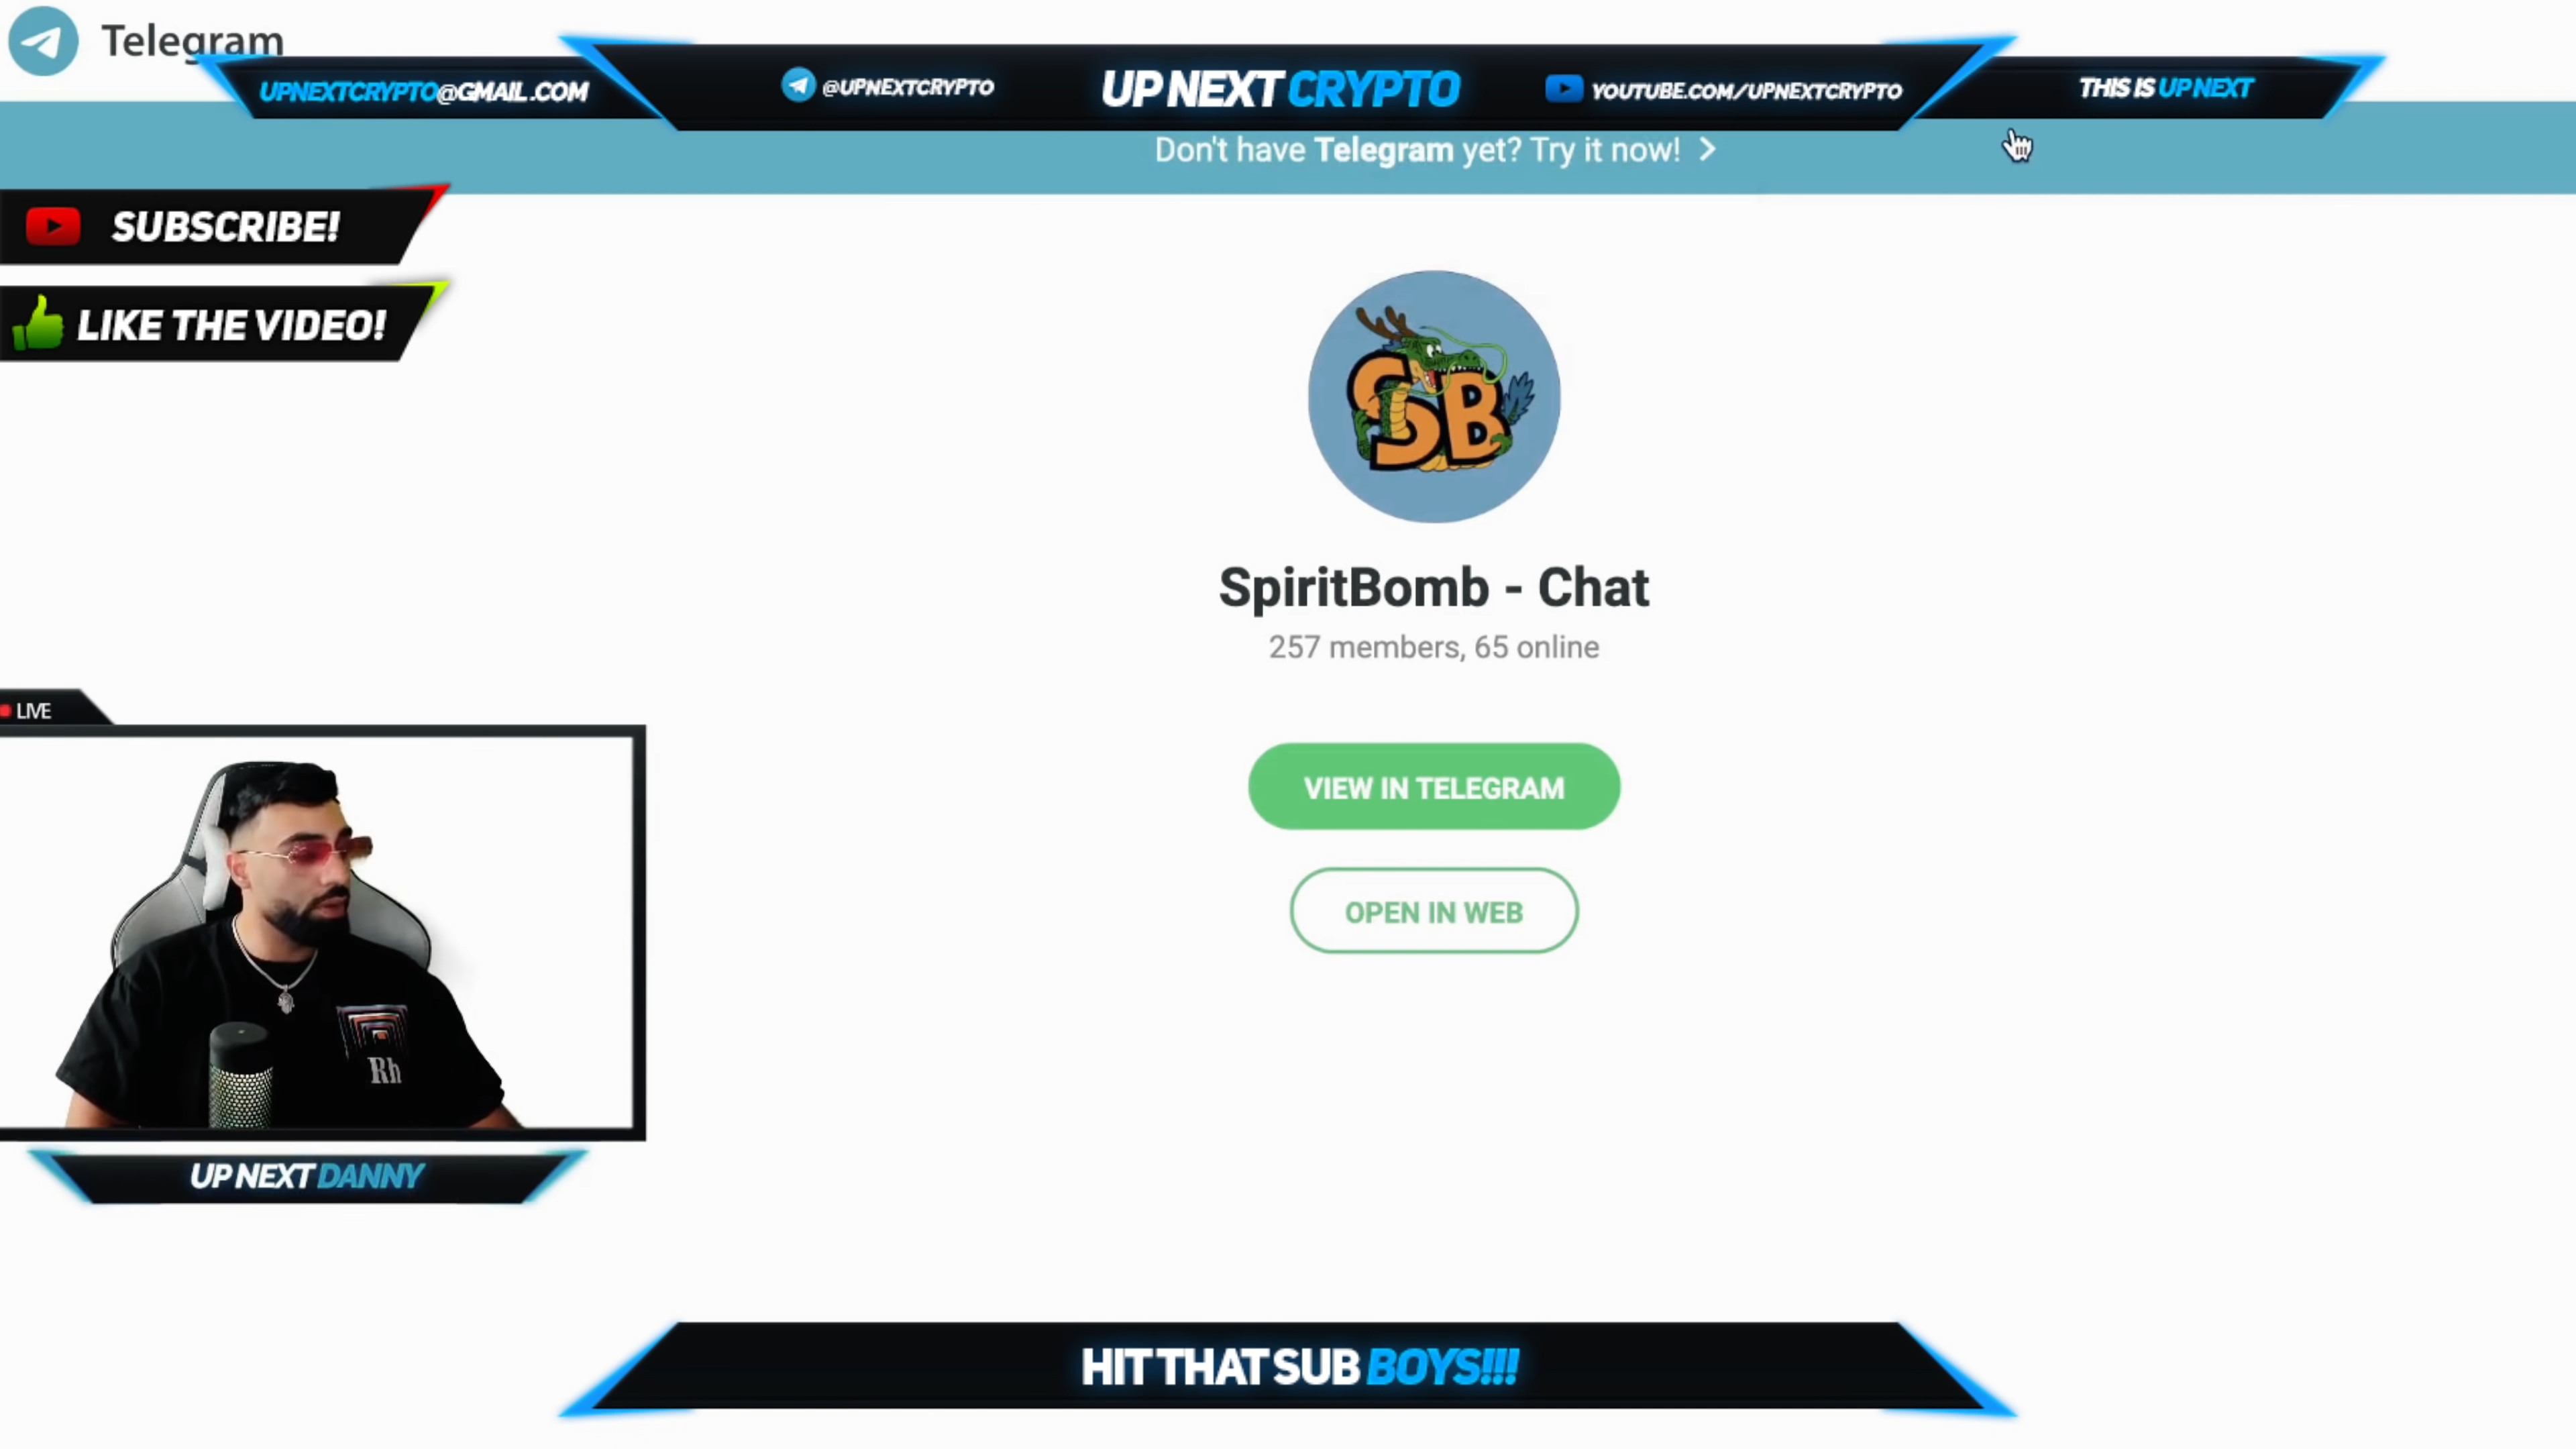 Telegram
UPNEXTCRYPTO@GMAIL.COM
@UPNEXTCRYPTO
UP NEXT CRYPTO
YOUTUBE.COM/UPNEXTCRYPTO
THIS IS UP NEXT
Don't have Telegram yet? Try it now!
SUBSCRIBE!
LIKE THE VIDEO!
SB
SpiritBomb - Chat
257 members, 65 online
LIVE
VIEW IN TELEGRAM
OPEN IN WEB
Rh
UP NEXT DANNY
HIT THAT SUB BOYS!!!